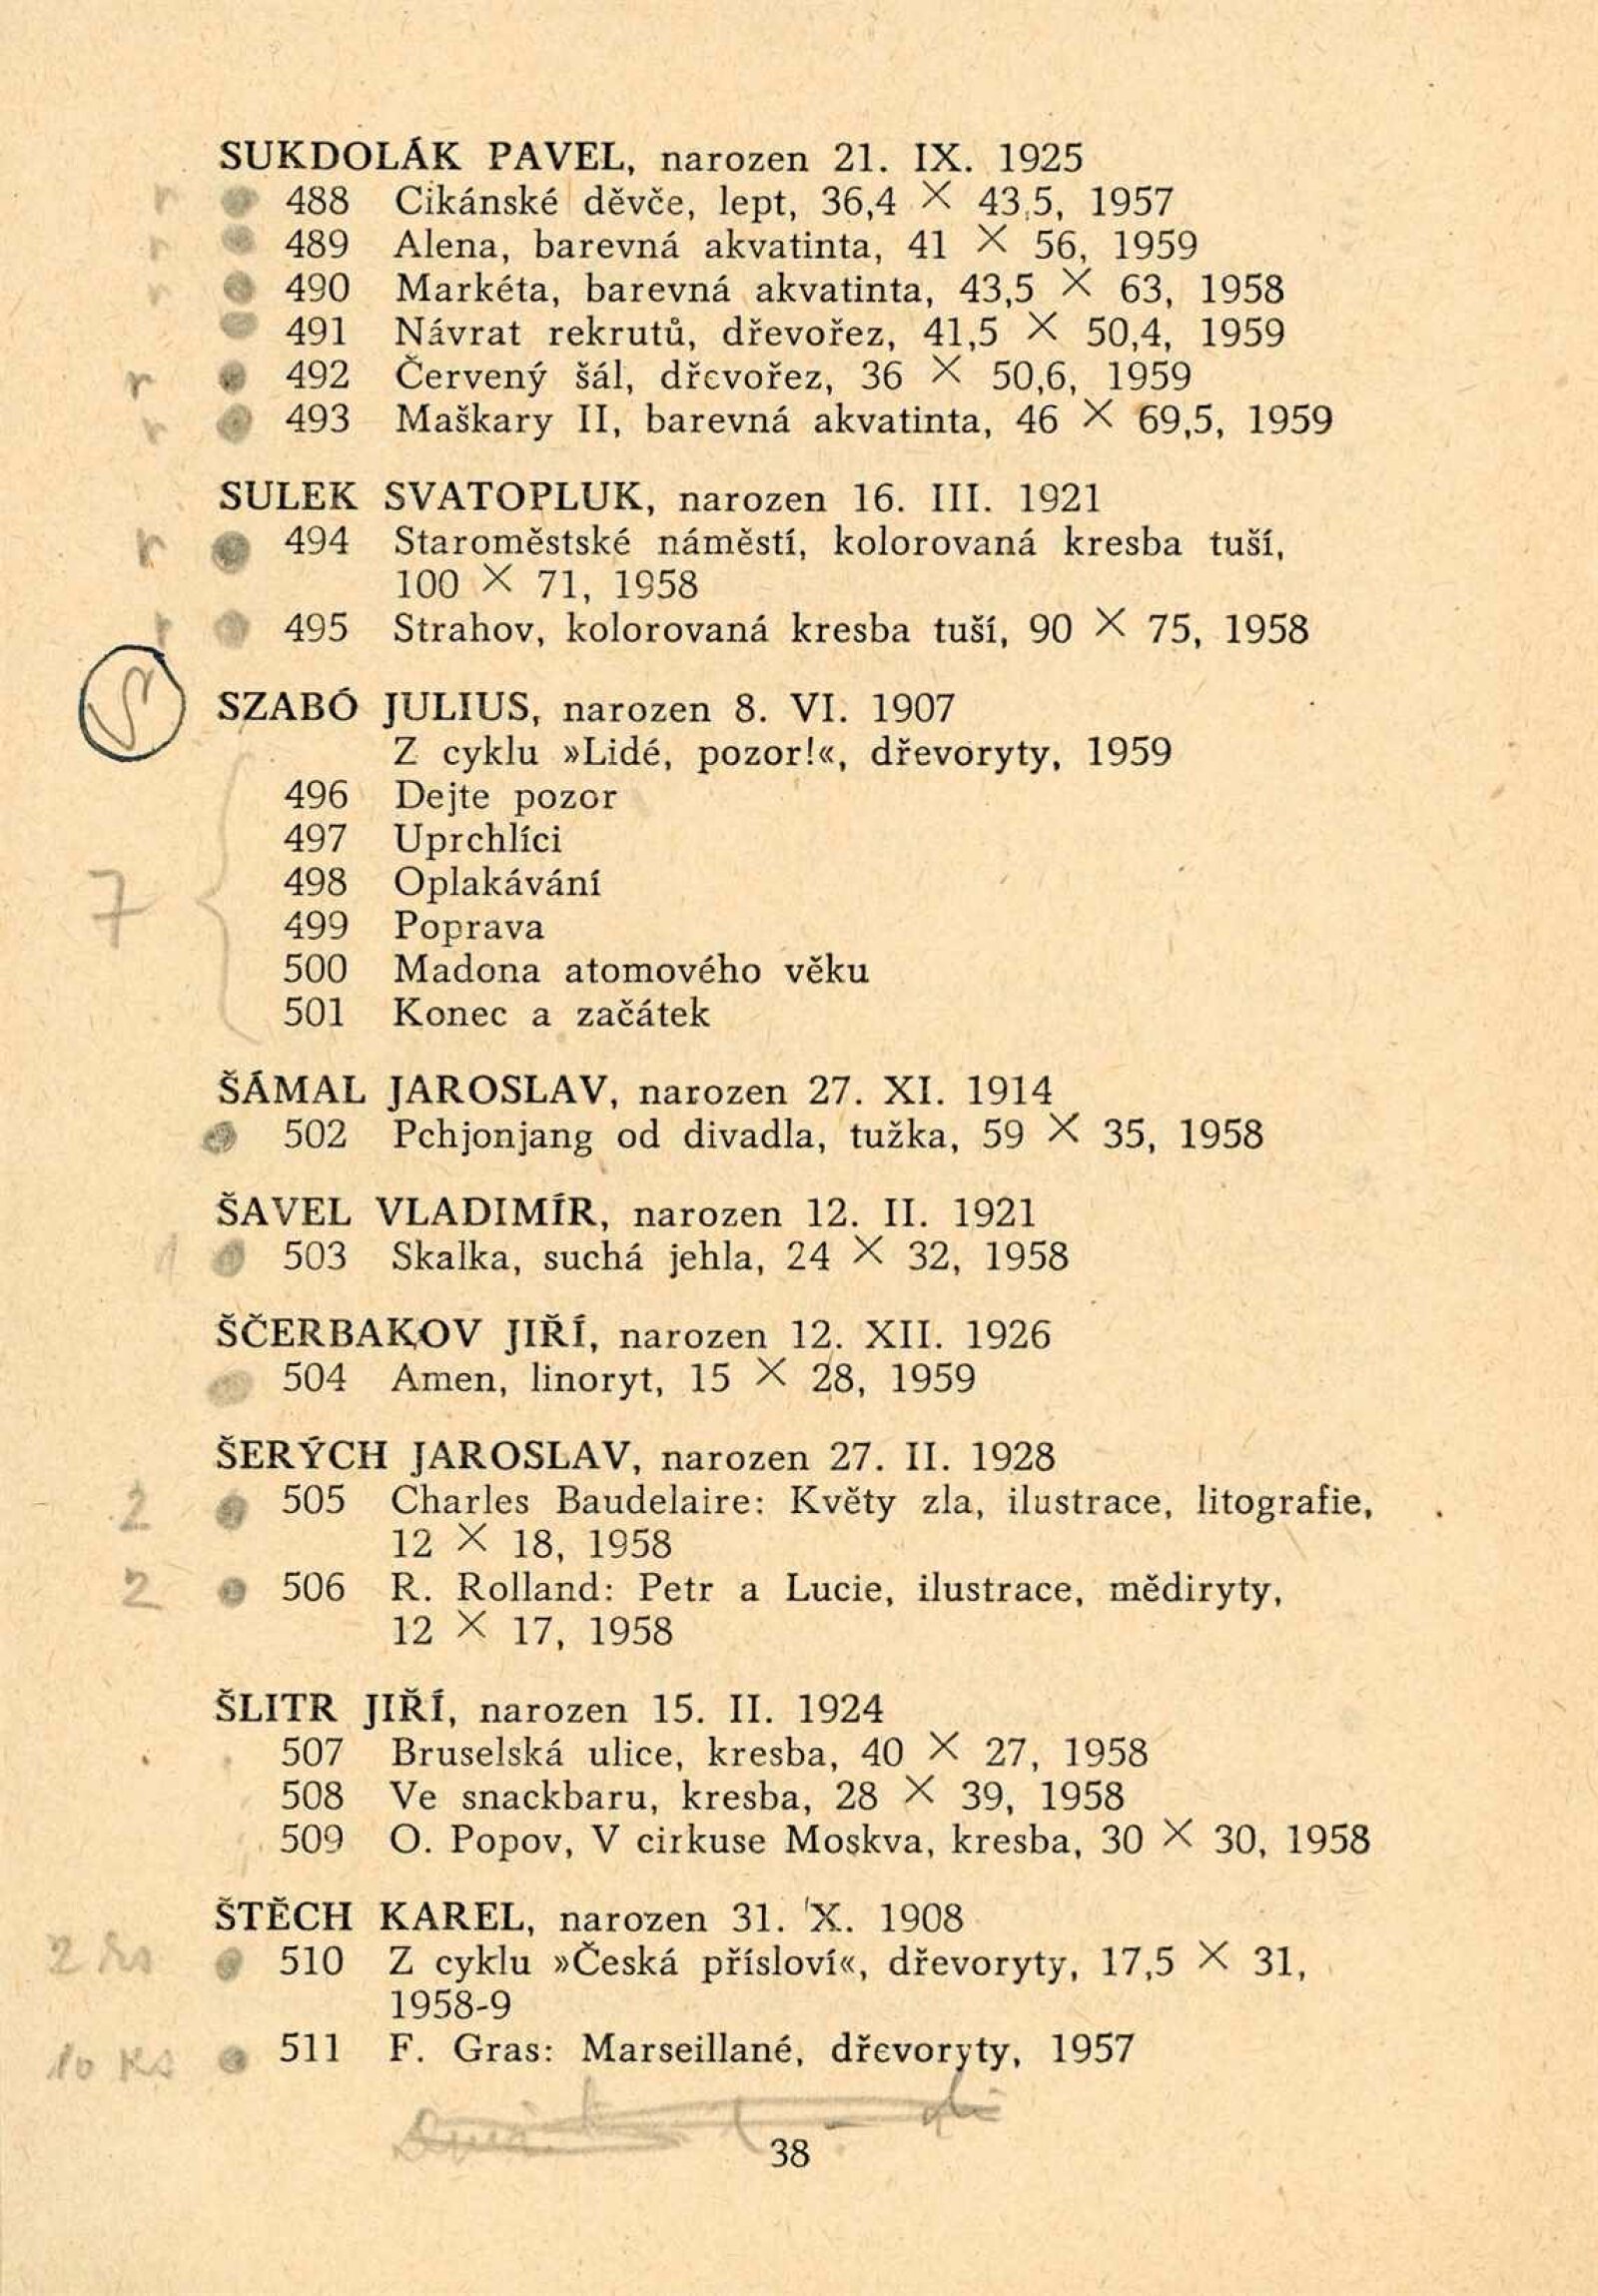 SUKDOLÁK PAVEL, narozen 21. IX. 1925
r 488 Cikánské děvče, lept, 36,4 × 43,5, 1957
r 489 Alena, barevná akvatinta, 41 × 56, 1959
r 490 Markéta, barevná akvatinta, 43,5 × 63, 1958
491 Návrat rekrutů, dřevořez, 41,5 × 50,4, 1959
r 492 Červený šál, dřevořez, 36 × 50,6, 1959
r 493 Maškary II, barevná akvatinta, 46 × 69,5, 1959
SULEK SVATOPLUK, narozen 16. III. 1921
r 494 Staroměstské náměstí, kolorovaná kresba tuší,
100 × 71, 1958
r 495 Strahov, kolorovaná kresba tuší, 90 × 75, 1958
SZABÓ JULIUS, narozen 8. VI. 1907
Z cyklu »Lidé, pozor!«, dřevoryty, 1959
496 Dejte pozor
497 Uprchlíci
7 498 Oplakávání
499 Poprava
500 Madona atomového věku
501 Konec a začátek
ŠÁMAL JAROSLAV, narozen 27. XI. 1914
502 Pchjonjang od divadla, tužka, 59 × 35, 1958
ŠAVEL VLADIMÍR, narozen 12. II. 1921
1 503 Skalka, suchá jehla, 24 × 32, 1958
ŠČERBAKOV JIŘÍ, narozen 12. XII. 1926
504 Amen, linoryt, 15 × 28, 1959
ŠERÝCH JAROSLAV, narozen 27. II. 1928
2 505 Charles Baudelaire: Květy zla, ilustrace, litografie,
12 × 18, 1958
2 506 R. Rolland: Petr a Lucie, ilustrace, mědiryty,
12 × 17, 1958
ŠLITR JIŘÍ, narozen 15. II. 1924
507 Bruselská ulice, kresba, 40 × 27, 1958
508 Ve snackbaru, kresba, 28 × 39, 1958
509 O. Popov, V cirkuse Moskva, kresba, 30 × 30, 1958
ŠTĚCH KAREL, narozen 31. X. 1908
2 ks 510 Z cyklu »Česká přísloví«, dřevoryty, 17,5 × 31,
1958-9
10 ks 511 F. Gras: Marseillané, dřevoryty, 1957
38